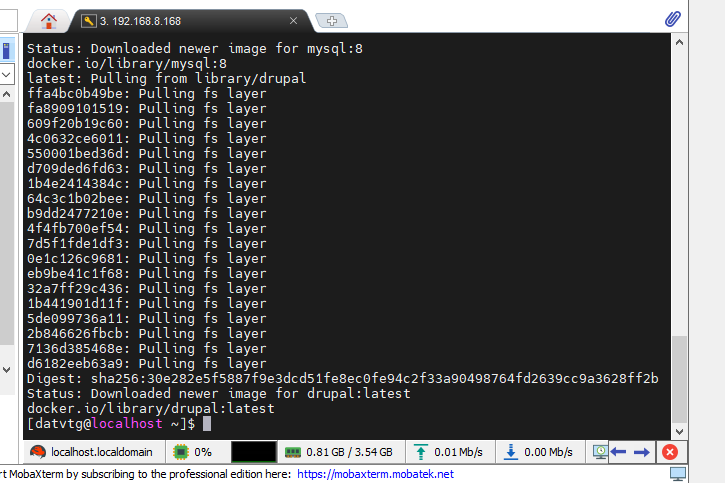 3. 192.168.8.168
Status: Downloaded newer image for mysql:8
docker.io/library/mysql:8
latest: Pulling from library/drupal
ffa4bc0b49be: Pulling fs layer
fa8909101519: Pulling fs layer
609f20b19c60: Pulling fs layer
4c0632ce6011: Pulling fs layer
550001bed36d: Pulling fs layer
d709ded6fd63: Pulling fs layer
1b4e2414384c: Pulling fs layer
64c3c1b02bee: Pulling fs layer
b9dd2477210e: Pulling fs layer
4f4fb700ef54: Pulling fs layer
7d5f1fde1df3: Pulling fs layer
0e1c126c9681: Pulling fs layer
eb9be41c1f68: Pulling fs layer
32a7ff29c436: Pulling fs layer
1b441901d11f: Pulling fs layer
5de099736a11: Pulling fs layer
2b846626fbcb: Pulling fs layer
7136d385468e: Pulling fs layer
d6182eeb63a9: Pulling fs layer
Digest: sha256:30e282e5f5887f9e3dcd51fe8ec0fe94c2f33a90498764fd2639cc9a3628ff2b
Status: Downloaded newer image for drupal:latest
docker.io/library/drupal:latest
[datvtg@localhost ~]$
localhost.localdomain 0% 0.81 GB / 3.54 GB 0.01 Mb/s 0.00 Mb/s
rt MobaXterm by subscribing to the professional edition here: https://mobaxterm.mobatek.net